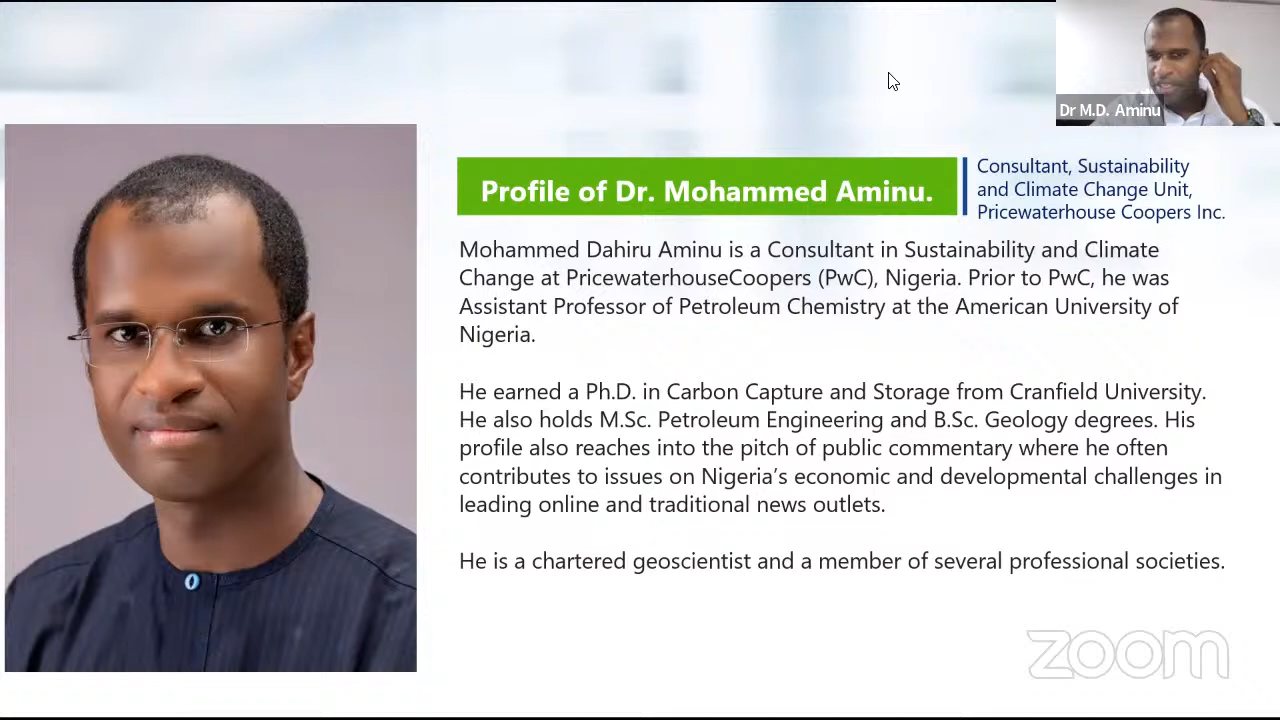 Dr M.D. Aminu
Profile of Dr. Mohammed Aminu.
Consultant, Sustainability
and Climate Change Unit,
Pricewaterhouse Coopers Inc.
Mohammed Dahiru Aminu is a Consultant in Sustainability and Climate
Change at PricewaterhouseCoopers (PwC), Nigeria. Prior to PwC, he was
Assistant Professor of Petroleum Chemistry at the American University of
Nigeria.
He earned a Ph.D. in Carbon Capture and Storage from Cranfield University.
He also holds M.Sc. Petroleum Engineering and B.Sc. Geology degrees. His
profile also reaches into the pitch of public commentary where he often
contributes to issues on Nigeria’s economic and developmental challenges in
leading online and traditional news outlets.
He is a chartered geoscientist and a member of several professional societies.
zoom